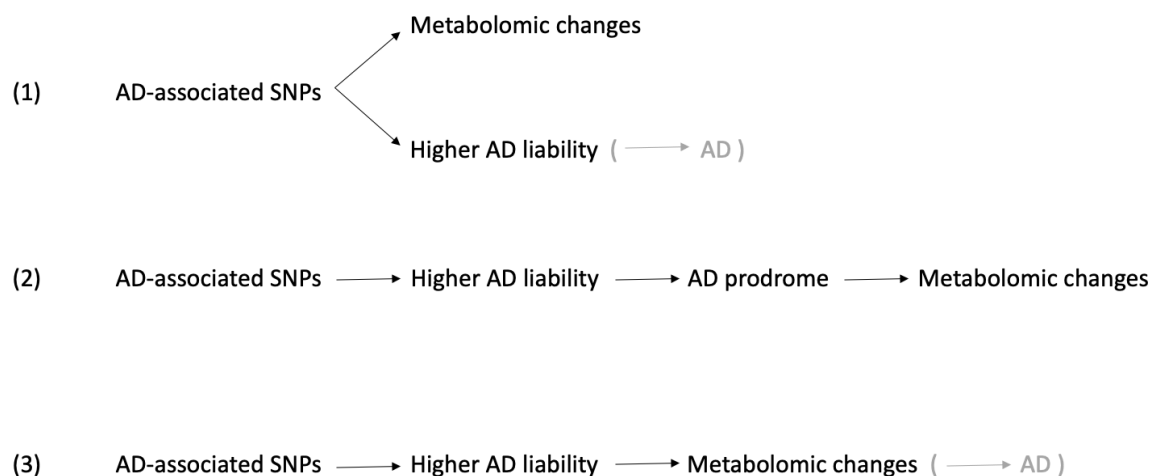 Metabolomic changes
(1) AD-associated SNPs
Higher AD liability ( AD )
(2) AD-associated SNPs Higher AD liability AD prodrome Metabolomic changes
(3) AD-associated SNPs Higher AD liability Metabolomic changes ( AD )